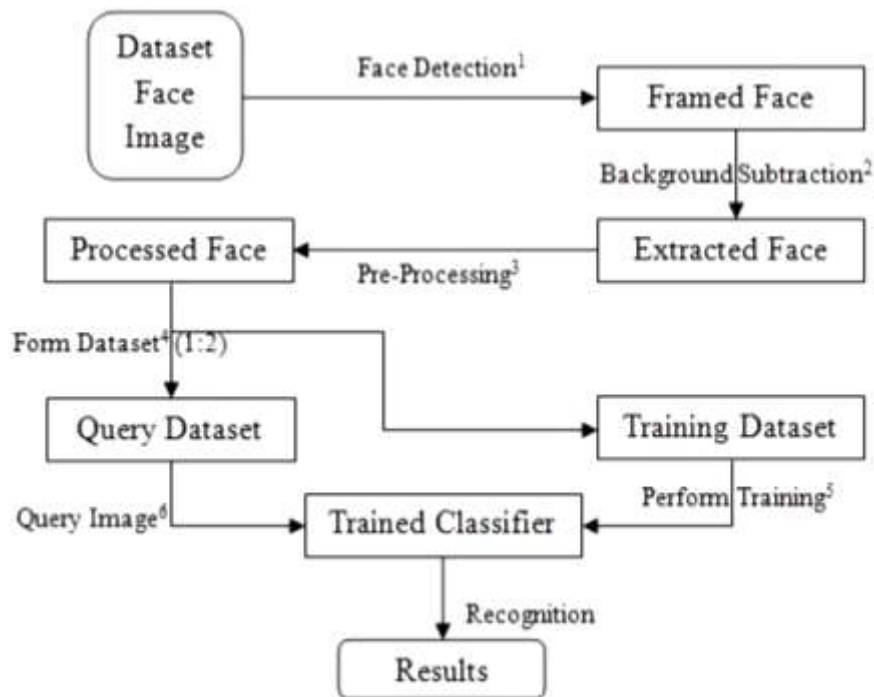 Dataset
Face
Image
Face Detection¹
Framed Face
Background Subtraction²
Extracted Face
Pre-Processing³
Processed Face
Form Dataset⁴ (1:2)
Query Dataset
Training Dataset
Query Image⁶
Perform Training⁵
Trained Classifier
Recognition
Results